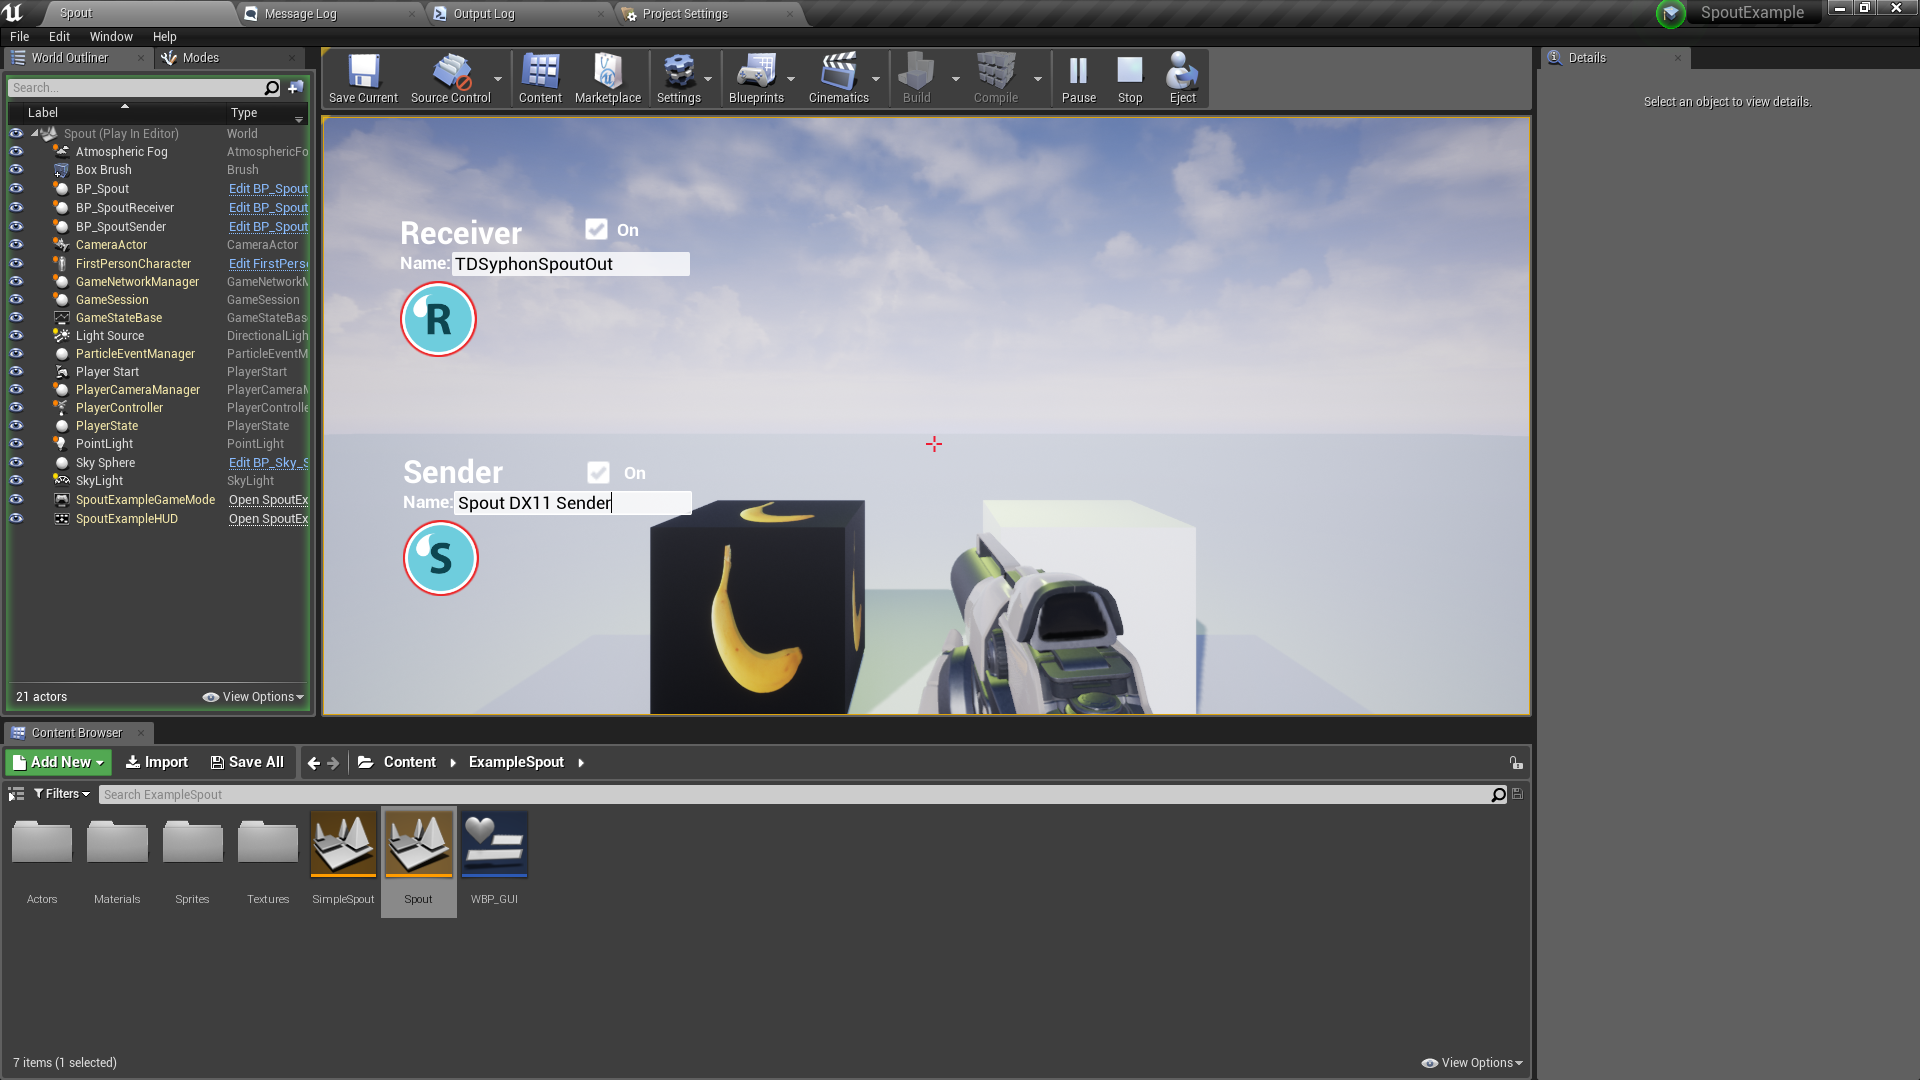 Spout
Message Log
Output Log
Project Settings
SpoutExample
File Edit Window Help
World Outliner
Modes
Details
Search...
Save Current
Source Control
Content
Marketplace
Settings
Blueprints
Cinematics
Build
Compile
Pause
Stop
Eject
Select an object to view details.
Label Type
Spout (Play In Editor) World
Atmospheric Fog AtmosphericFo
Box Brush Brush
BP_Spout Edit BP_Spout
BP_SpoutReceiver Edit BP_Spout
BP_SpoutSender Edit BP_Spout
CameraActor CameraActor
FirstPersonCharacter Edit FirstPers
GameNetworkManager GameNetworkM
GameSession GameSession
GameStateBase GameStateBas
Light Source DirectionalLigh
ParticleEventManager ParticleEventM
Player Start PlayerStart
PlayerCameraManager PlayerCameraM
PlayerController PlayerControlle
PlayerState PlayerState
PointLight PointLight
Sky Sphere Edit BP_Sky_S
SkyLight SkyLight
SpoutExampleGameMode Open SpoutEx
SpoutExampleHUD Open SpoutEx
21 actors
View Options
Receiver On
Name: TDSyphonSpoutOut
R
Sender On
Name: Spout DX11 Sender
S
Content Browser
Add New Import Save All Content ExampleSpout
Filters Search ExampleSpout
Actors
Materials
Sprites
Textures
SimpleSpout
Spout
WBP_GUI
7 items (1 selected)
View Options